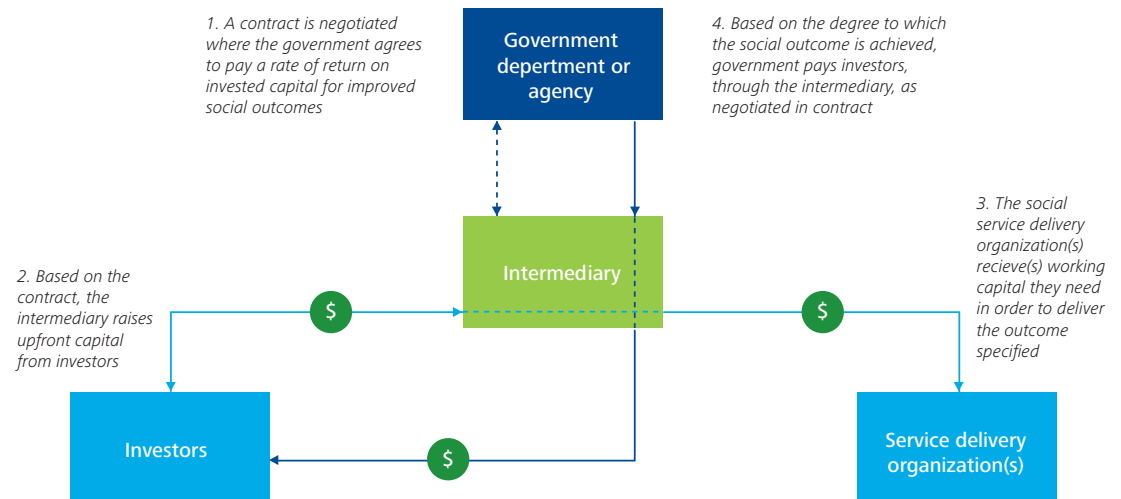 1. A contract is negotiated
where the government agrees
to pay a rate of return on
invested capital for improved
social outcomes
Government
department or
agency
4. Based on the degree to which
the social outcome is achieved,
government pays investors,
through the intermediary, as
negotiated in contract
2. Based on the
contract, the
intermediary raises
upfront capital
from investors
$
Intermediary
$
3. The social
service delivery
organization(s)
recieve(s) working
capital they need
in order to deliver
the outcome
specified
Investors
$
Service delivery
organization(s)